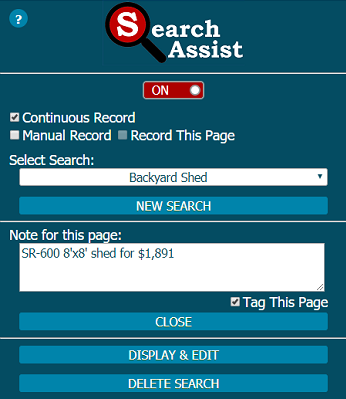 ?
Search
Assist
ON
Continuous Record
Manual Record Record This Page
Select Search:
Backyard Shed
NEW SEARCH
Note for this page:
SR-600 8'x8' shed for $1,891
Tag This Page
CLOSE
DISPLAY & EDIT
DELETE SEARCH